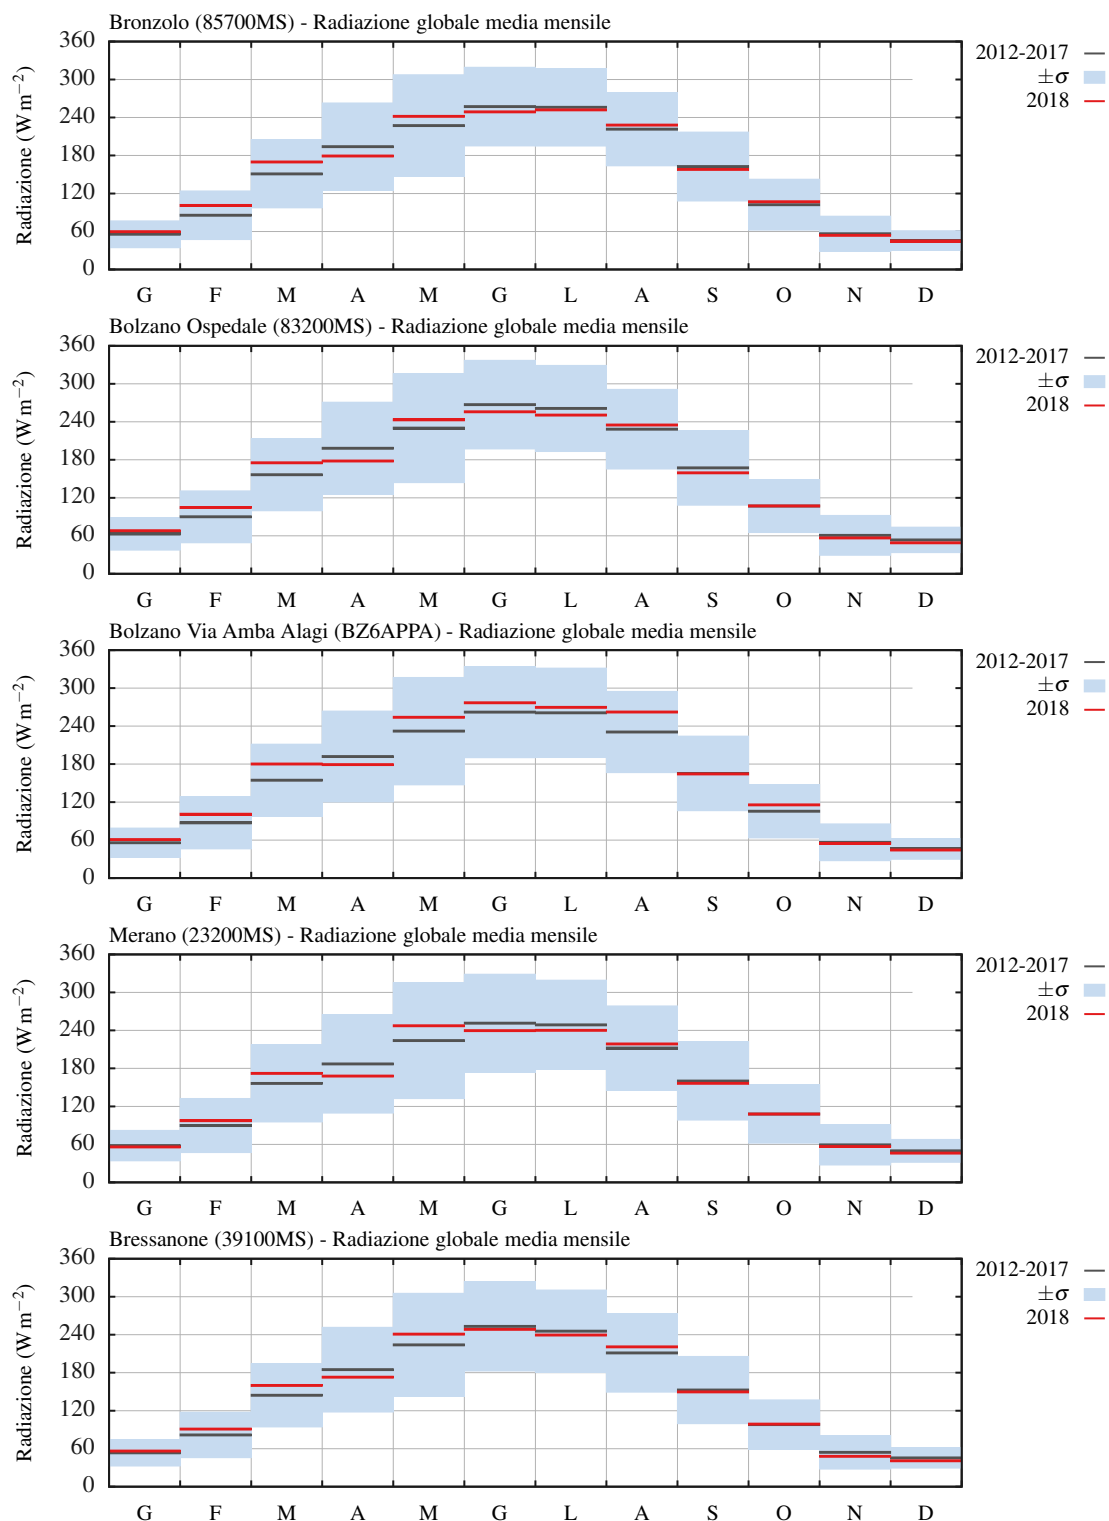 Bronzolo (85700MS) - Radiazione globale media mensile
Radiazione (W m−2)
360
300
240
180
120
60
0
G F M A M G L A S O N D
2012-2017
±σ
2018
Bolzano Ospedale (83200MS) - Radiazione globale media mensile
Radiazione (W m−2)
360
300
240
180
120
60
0
G F M A M G L A S O N D
2012-2017
±σ
2018
Bolzano Via Amba Alagi (BZ6APPA) - Radiazione globale media mensile
Radiazione (W m−2)
360
300
240
180
120
60
0
G F M A M G L A S O N D
2012-2017
±σ
2018
Merano (23200MS) - Radiazione globale media mensile
Radiazione (W m−2)
360
300
240
180
120
60
0
G F M A M G L A S O N D
2012-2017
±σ
2018
Bressanone (39100MS) - Radiazione globale media mensile
Radiazione (W m−2)
360
300
240
180
120
60
0
G F M A M G L A S O N D
2012-2017
±σ
2018